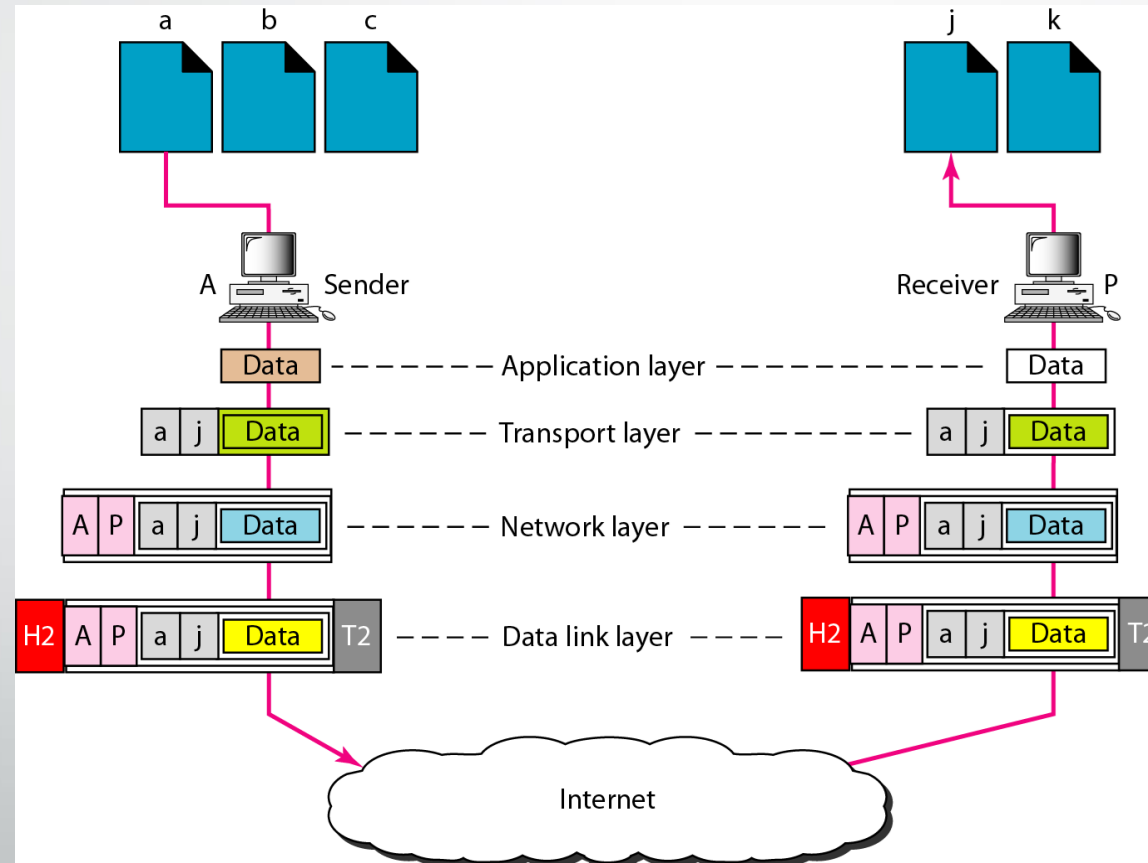 a b c j k
A Sender Receiver P
Data Application layer Data
a j Data Transport layer a j Data
A P a j Data Network layer A P a j Data
H2 A P a j Data T2 Data link layer H2 A P a j Data T2
Internet